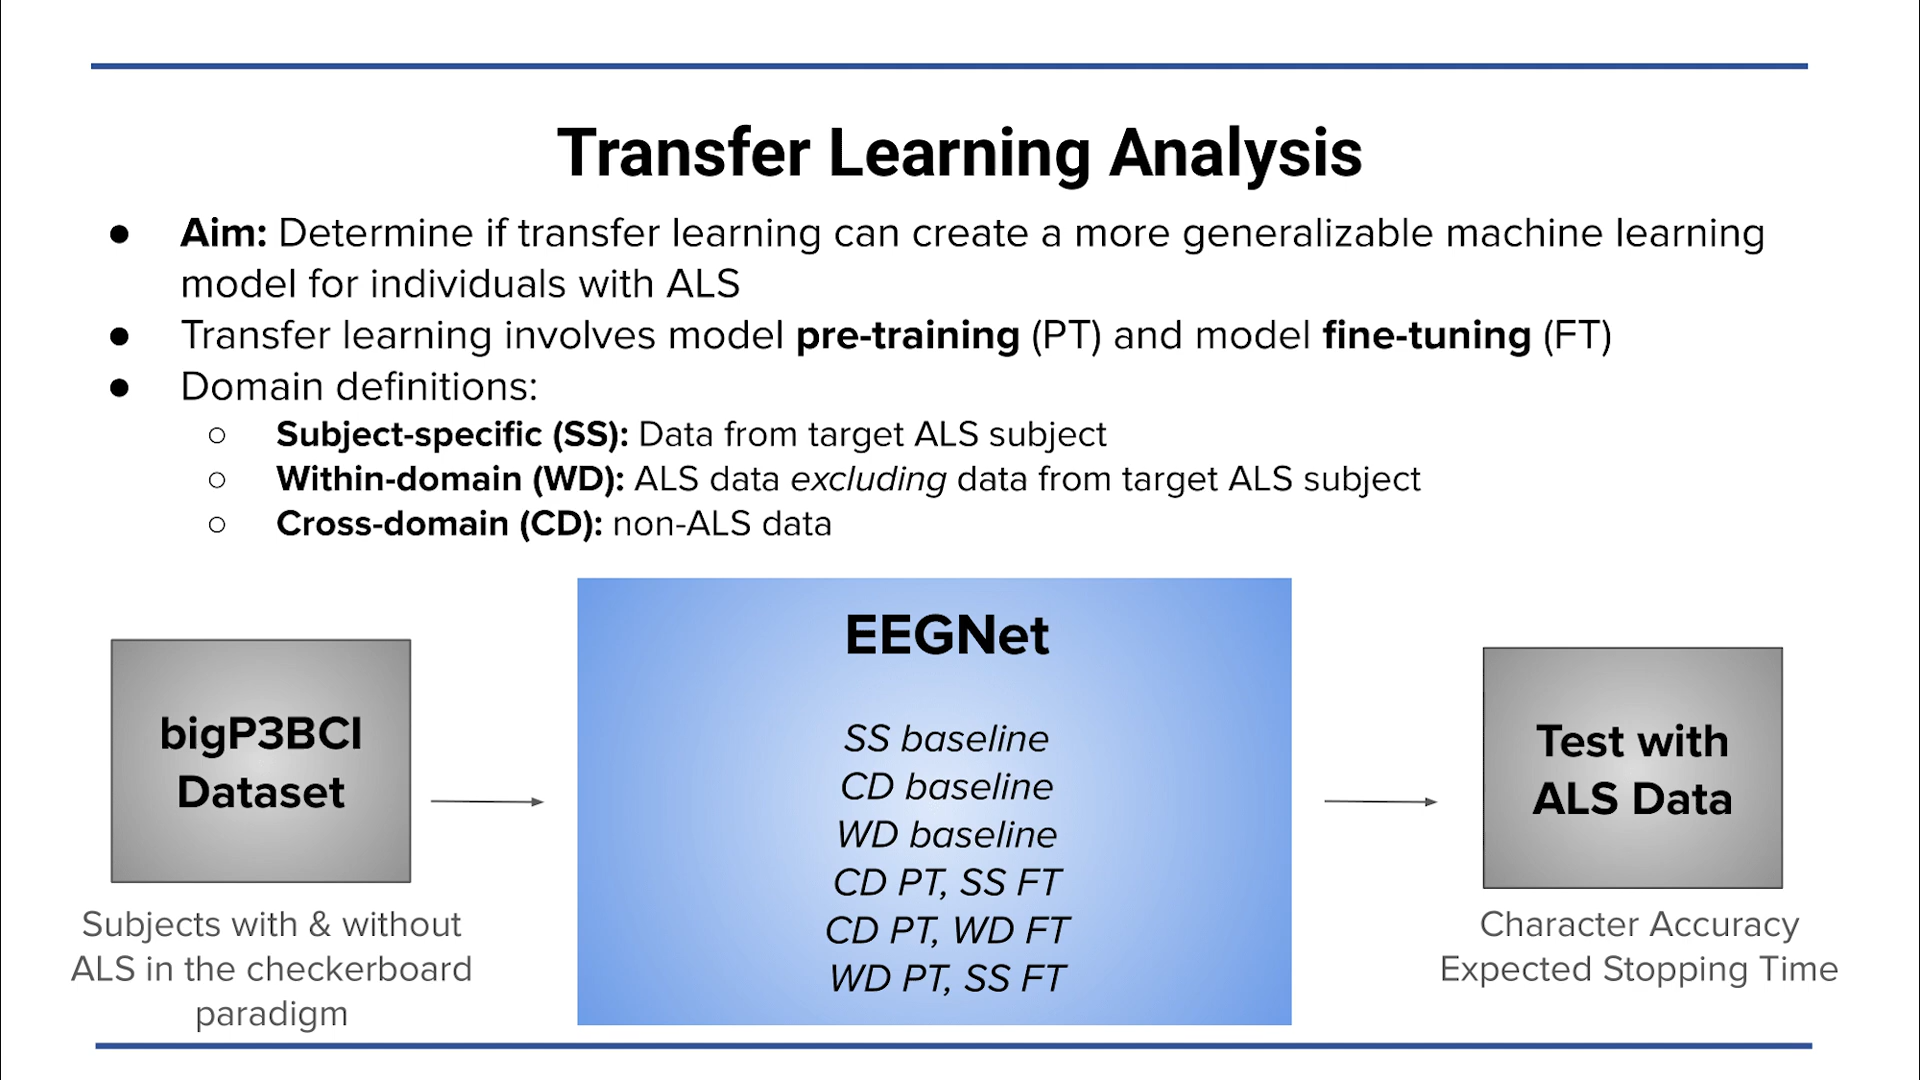 Transfer Learning Analysis
● Aim: Determine if transfer learning can create a more generalizable machine learning
model for individuals with ALS
● Transfer learning involves model pre-training (PT) and model fine-tuning (FT)
● Domain definitions:
○ Subject-specific (SS): Data from target ALS subject
○ Within-domain (WD): ALS data excluding data from target ALS subject
○ Cross-domain (CD): non-ALS data
bigP3BCI
Dataset
Subjects with & without
ALS in the checkerboard
paradigm
EEGNet
SS baseline
CD baseline
WD baseline
CD PT, SS FT
CD PT, WD FT
WD PT, SS FT
Test with
ALS Data
Character Accuracy
Expected Stopping Time